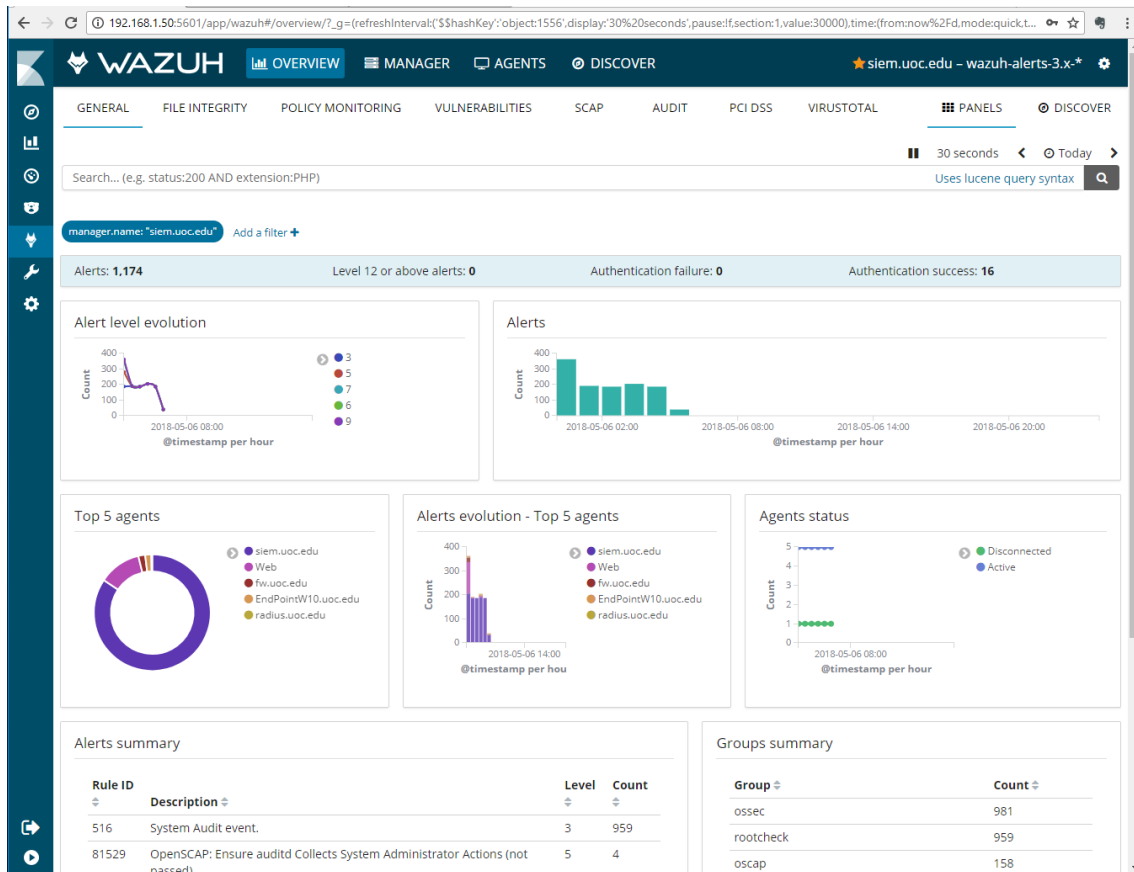 192.168.1.50:5601/app/wazuh#/overview/?_g=(refreshInterval:('$$hashKey':'object:1556',display:'30%20seconds',pause:!f,section:1,value:30000),time:(from:now%2Fd,mode:quick,t...
WAZUH OVERVIEW MANAGER AGENTS DISCOVER siem.uoc.edu – wazuh-alerts-3.x-*
GENERAL FILE INTEGRITY POLICY MONITORING VULNERABILITIES SCAP AUDIT PCI DSS VIRUSTOTAL PANELS DISCOVER
30 seconds Today
Search... (e.g. status:200 AND extension:PHP) Uses lucene query syntax
manager.name: "siem.uoc.edu" Add a filter +
Alerts: 1,174 Level 12 or above alerts: 0 Authentication failure: 0 Authentication success: 16
Alert level evolution
400
300
200
100
0
Count
2018-05-06 08:00
@timestamp per hour
3
5
7
6
9
Alerts
400
300
200
100
0
Count
2018-05-06 02:00 2018-05-06 08:00 2018-05-06 14:00 2018-05-06 20:00
@timestamp per hour
Top 5 agents
siem.uoc.edu
Web
fw.uoc.edu
EndPointW10.uoc.edu
radius.uoc.edu
Alerts evolution - Top 5 agents
400
300
200
100
0
Count
2018-05-06 14:00
@timestamp per hou
siem.uoc.edu
Web
fw.uoc.edu
EndPointW10.uoc.edu
radius.uoc.edu
Agents status
5
4
3
2
1
0
Count
2018-05-06 08:00
@timestamp per hour
Disconnected
Active
Alerts summary
Rule ID Description Level Count
516 System Audit event. 3 959
81529 OpenSCAP: Ensure auditd Collects System Administrator Actions (not 5 4
passed)
Groups summary
Group Count
ossec 981
rootcheck 959
oscap 158